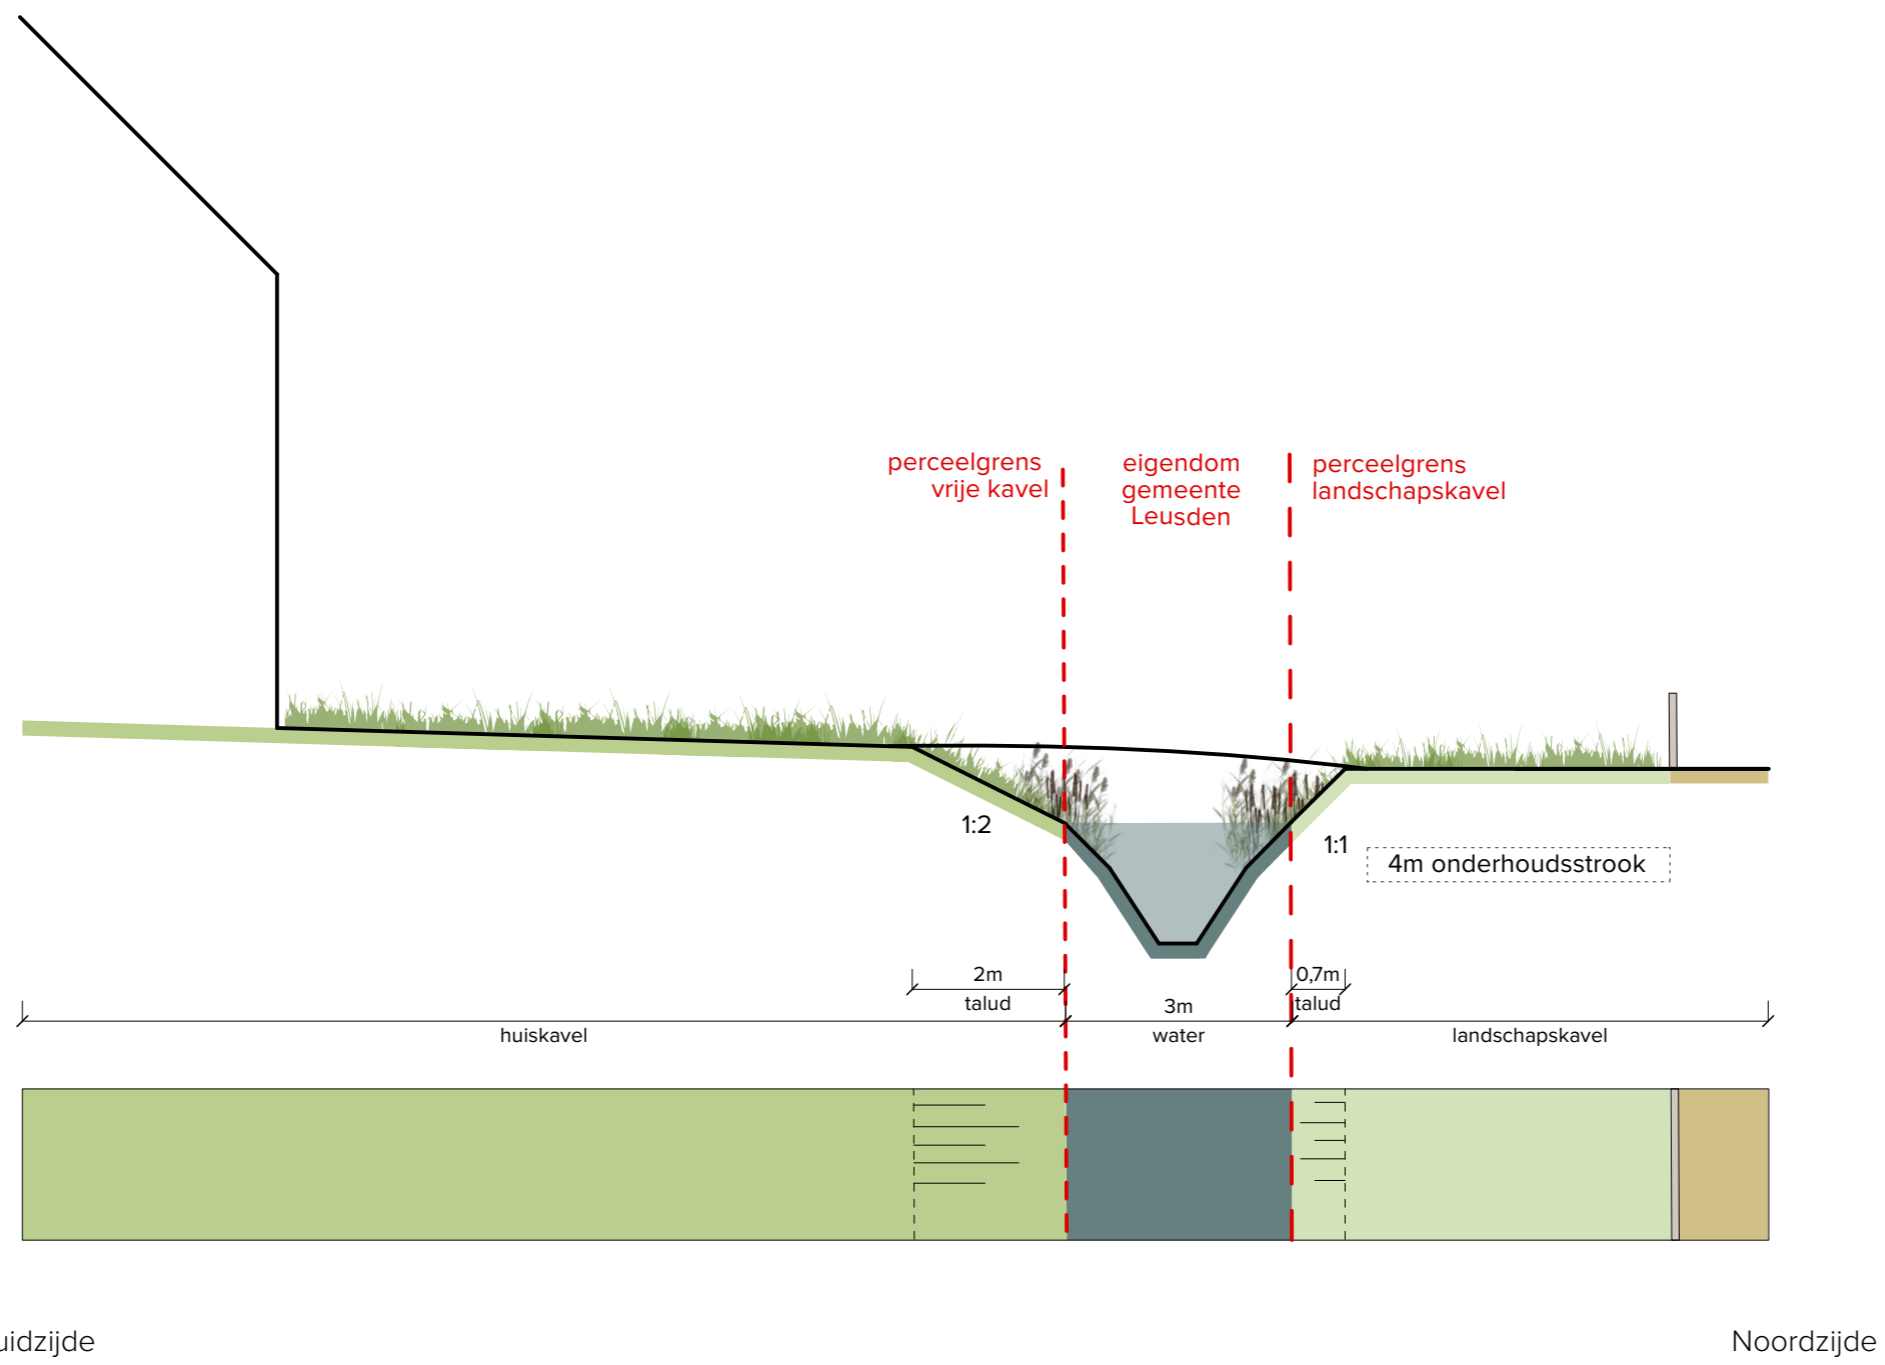 perceelgrens
vrije kavel
eigendom
gemeente
Leusden
perceelgrens
landschapskavel
1:2
1:1
4m onderhoudsstrook
2m
talud
0,7m
talud
3m
water
huiskavel
landschapskavel
uidzijde
Noordzijde